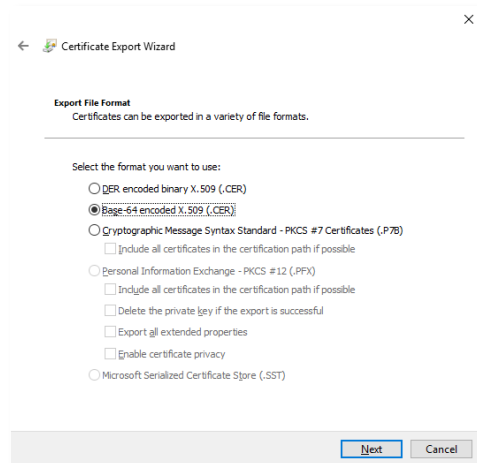 Certificate Export Wizard
Export File Format
Certificates can be exported in a variety of file formats.
Select the format you want to use:
DER encoded binary X.509 (.CER)
Base-64 encoded X.509 (.CER)
Cryptographic Message Syntax Standard - PKCS #7 Certificates (.P7B)
Include all certificates in the certification path if possible
Personal Information Exchange - PKCS #12 (.PFX)
Include all certificates in the certification path if possible
Delete the private key if the export is successful
Export all extended properties
Enable certificate privacy
Microsoft Serialized Certificate Store (.SST)
Next Cancel